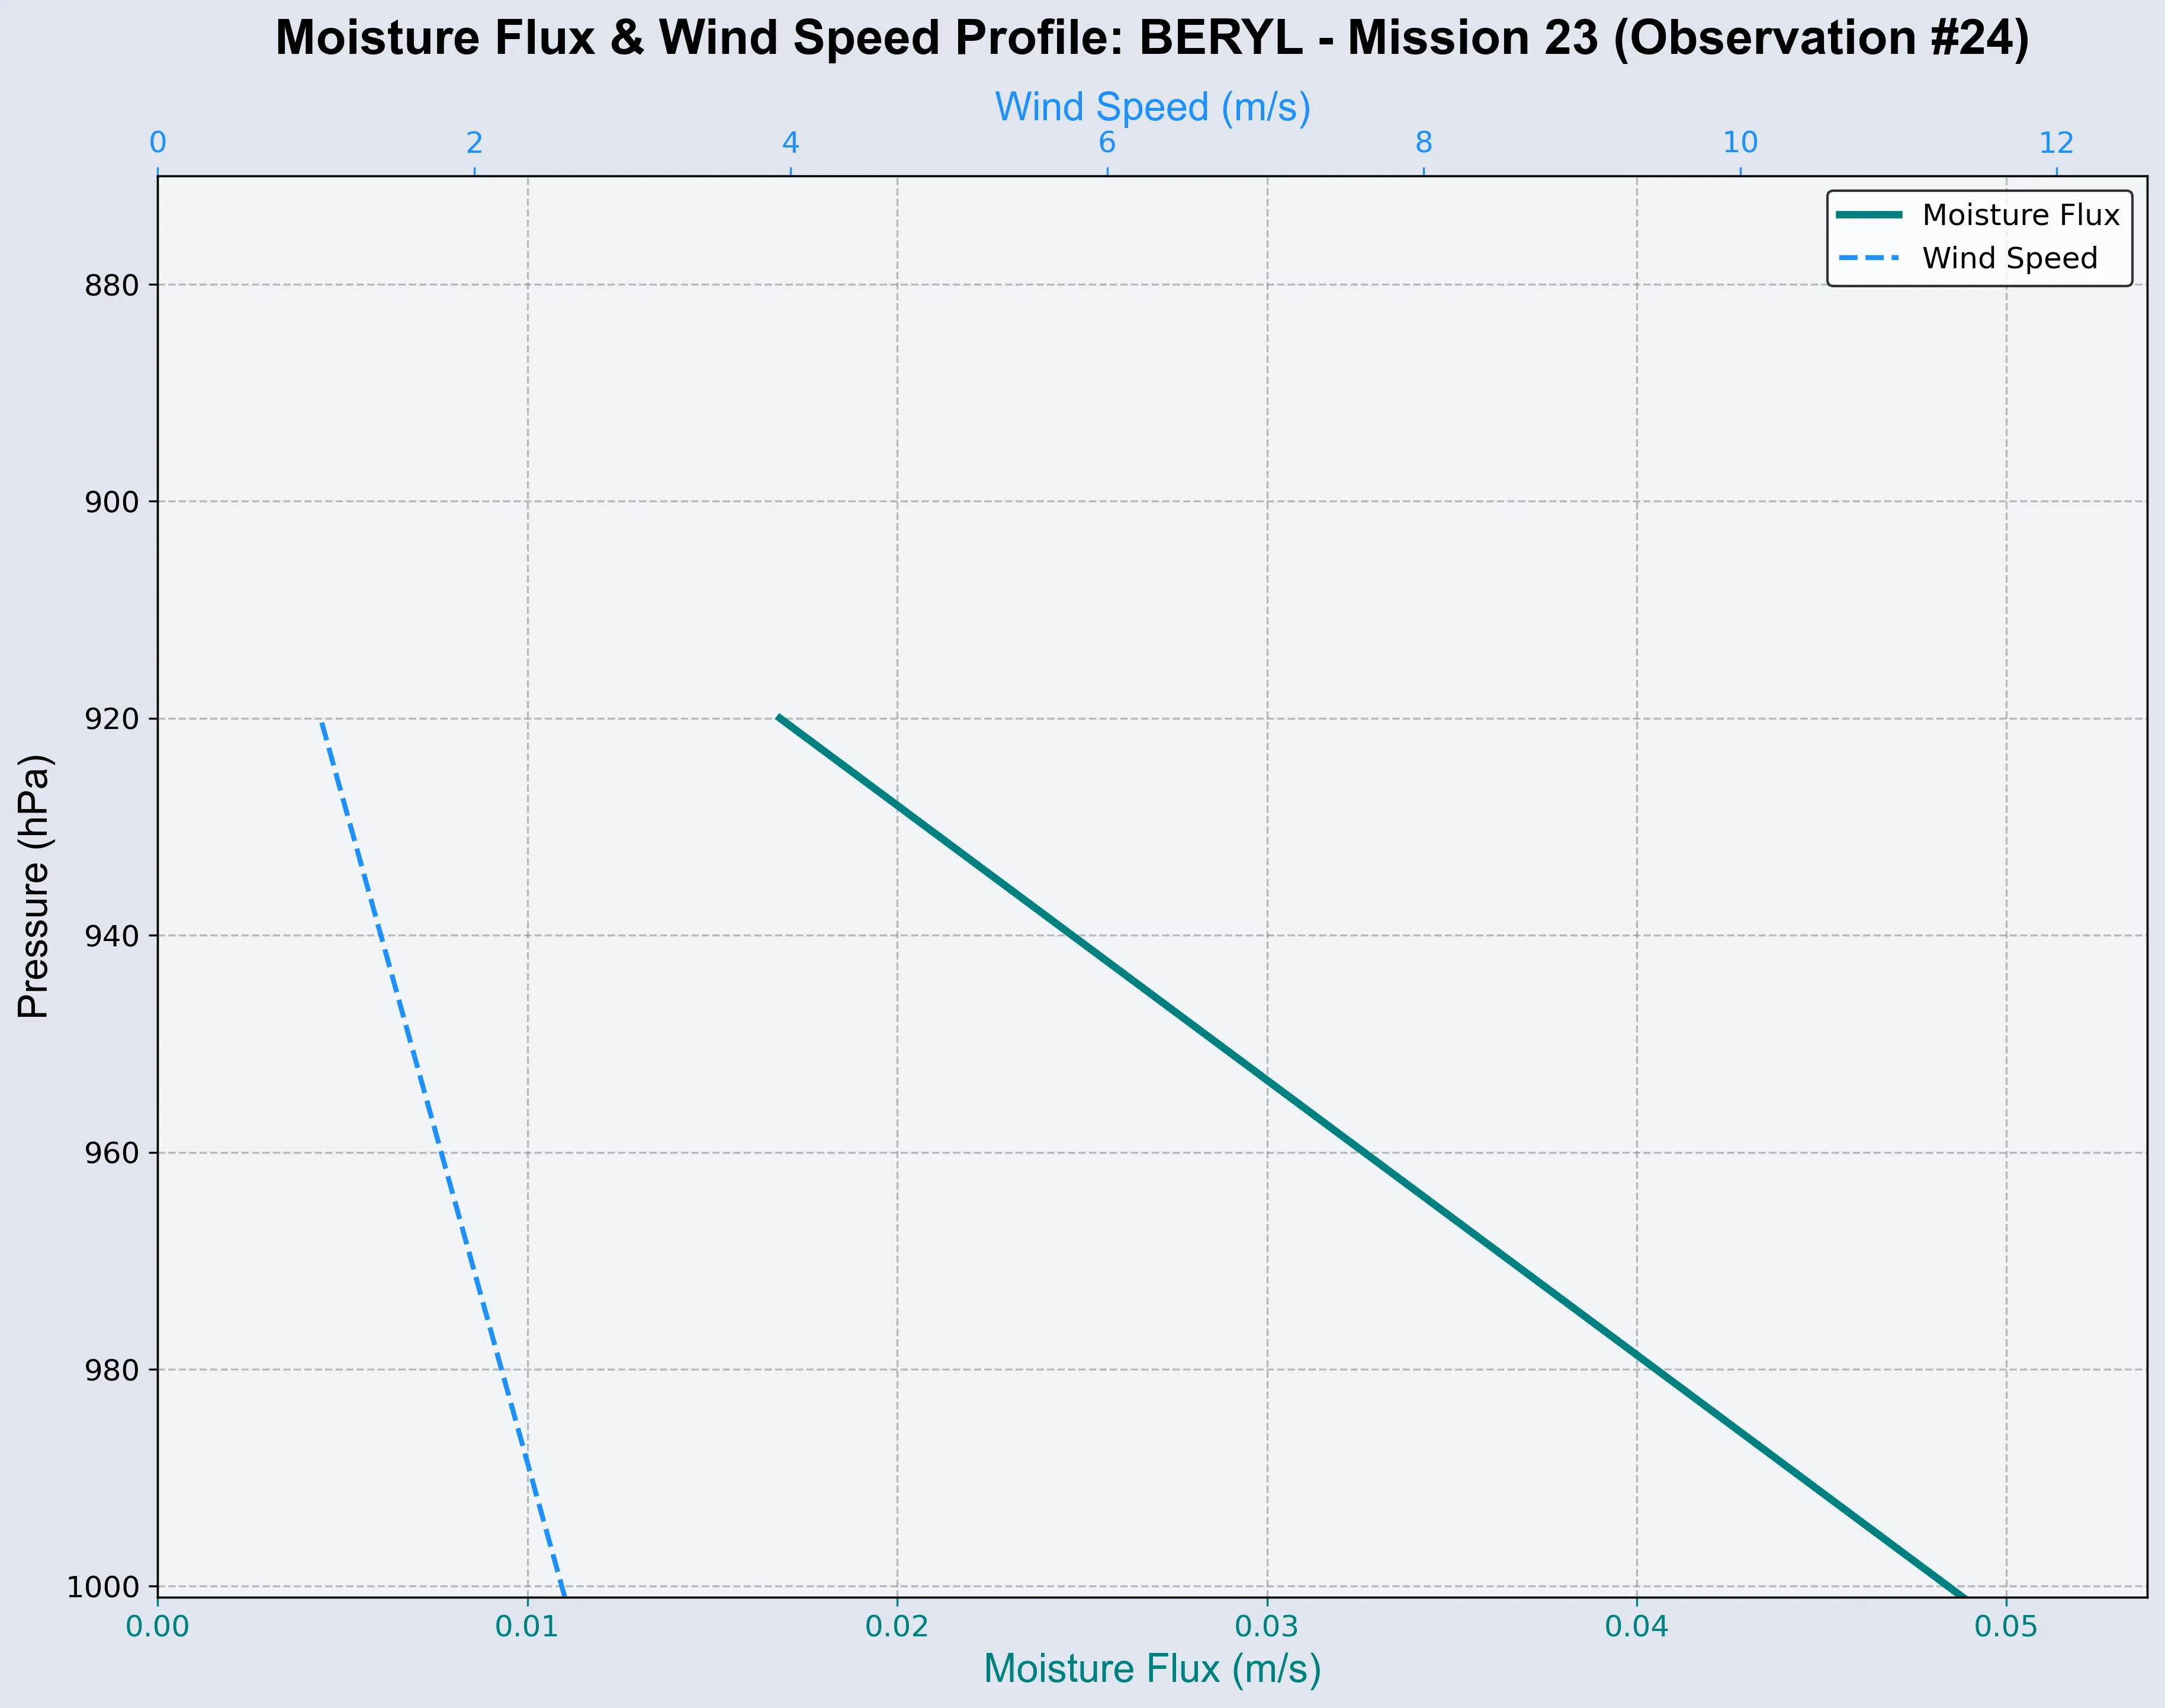 Moisture Flux & Wind Speed Profile: BERYL - Mission 23 (Observation #24)
Wind Speed (m/s)
0 2 4 6 8 10 12
Moisture Flux
Wind Speed
880
900
920
940
960
980
1000
Pressure (hPa)
0.00 0.01 0.02 0.03 0.04 0.05
Moisture Flux (m/s)